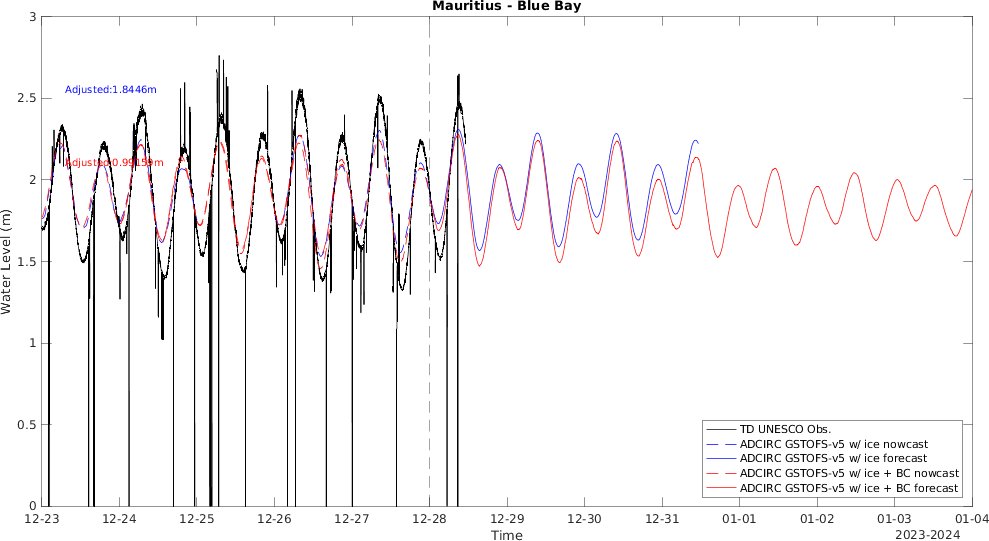 Mauritius - Blue Bay
Water Level (m)
3
2.5
2
1.5
1
0.5
0
Adjusted:1.8446m
Adjusted:0.99159m
TD UNESCO Obs.
ADCIRC GSTOFS-v5 w/ ice nowcast
ADCIRC GSTOFS-v5 w/ ice forecast
ADCIRC GSTOFS-v5 w/ ice + BC nowcast
ADCIRC GSTOFS-v5 w/ ice + BC forecast
12-23 12-24 12-25 12-26 12-27 12-28 12-29 12-30 12-31 01-01 01-02 01-03 01-04
Time
2023-2024